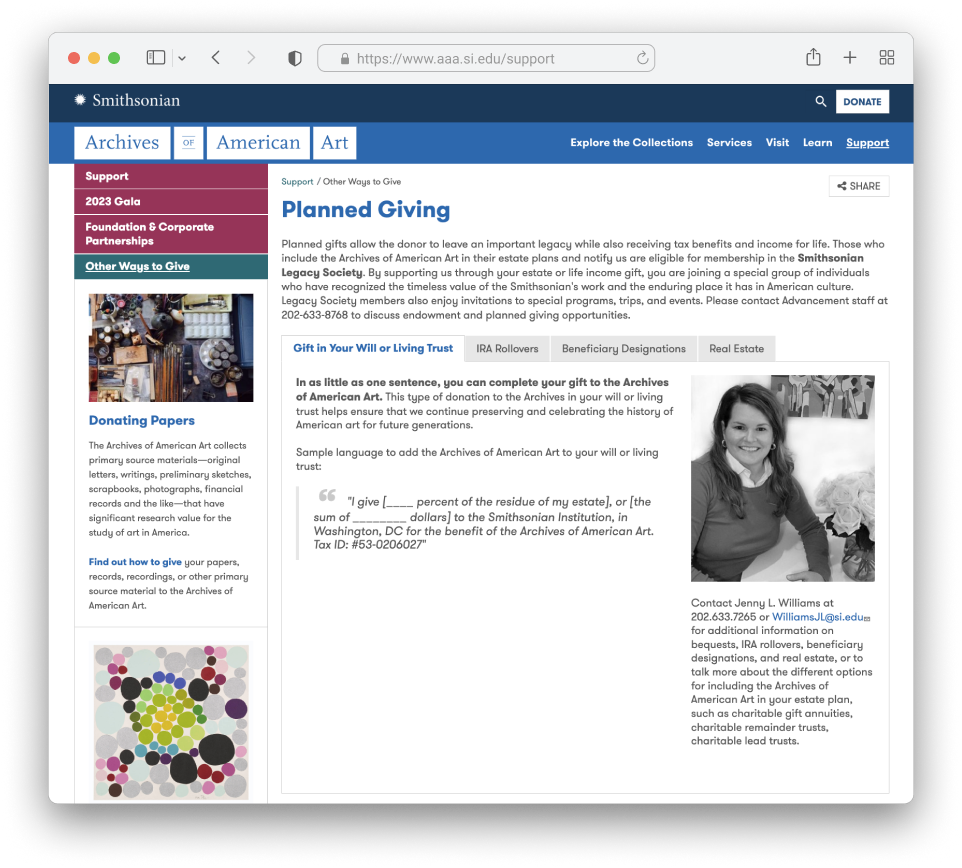 https://www.aaa.si.edu/support
Smithsonian
DONATE
Archives OF American Art
Explore the Collections Services Visit Learn Support
Support
2023 Gala
Foundation & Corporate
Partnerships
Other Ways to Give
Donating Papers
The Archives of American Art collects
primary source materials—original
letters, writings, preliminary sketches,
scrapbooks, photographs, financial
records and the like—that have
significant research value for the
study of art in America.
Find out how to give your papers,
records, recordings, or other primary
source material to the Archives of
American Art.
Support / Other Ways to Give
SHARE
Planned Giving
Planned gifts allow the donor to leave an important legacy while also receiving tax benefits and income for life. Those who
include the Archives of American Art in their estate plans and notify us are eligible for membership in the Smithsonian
Legacy Society. By supporting us through your estate or life income gift, you are joining a special group of individuals
who have recognized the timeless value of the Smithsonian's work and the enduring place it has in American culture.
Legacy Society members also enjoy invitations to special programs, trips, and events. Please contact Advancement staff at
202-633-8768 to discuss endowment and planned giving opportunities.
Gift in Your Will or Living Trust IRA Rollovers Beneficiary Designations Real Estate
In as little as one sentence, you can complete your gift to the Archives
of American Art. This type of donation to the Archives in your will or living
trust helps ensure that we continue preserving and celebrating the history of
American art for future generations.
Sample language to add the Archives of American Art to your will or living
trust:
"I give [____ percent of the residue of my estate], or [the
sum of ________ dollars] to the Smithsonian Institution, in
Washington, DC for the benefit of the Archives of American Art.
Tax ID: #53-0206027"
Contact Jenny L. Williams at
202.633.7265 or WilliamsJL@si.edu
for additional information on
bequests, IRA rollovers, beneficiary
designations, and real estate, or to
talk more about the different options
for including the Archives of
American Art in your estate plan,
such as charitable gift annuities,
charitable remainder trusts,
charitable lead trusts.